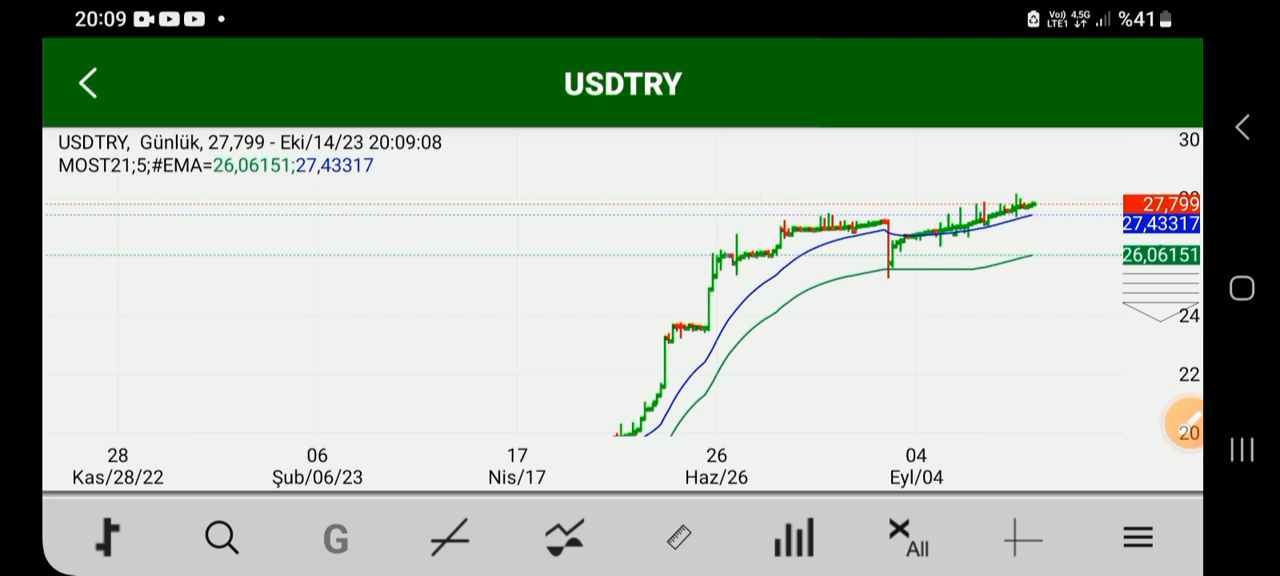 20:09
Vo)) 4.5G
LTE1 %41
USDTRY
USDTRY, Günlük, 27,799 - Eki/14/23 20:09:08
MOST21;5;#EMA=26,06151;27,43317
30
27,799
27,43317
26,06151
24
22
20
28 06 17 26 04
Kas/28/22 Şub/06/23 Nis/17 Haz/26 Eyl/04
G
All